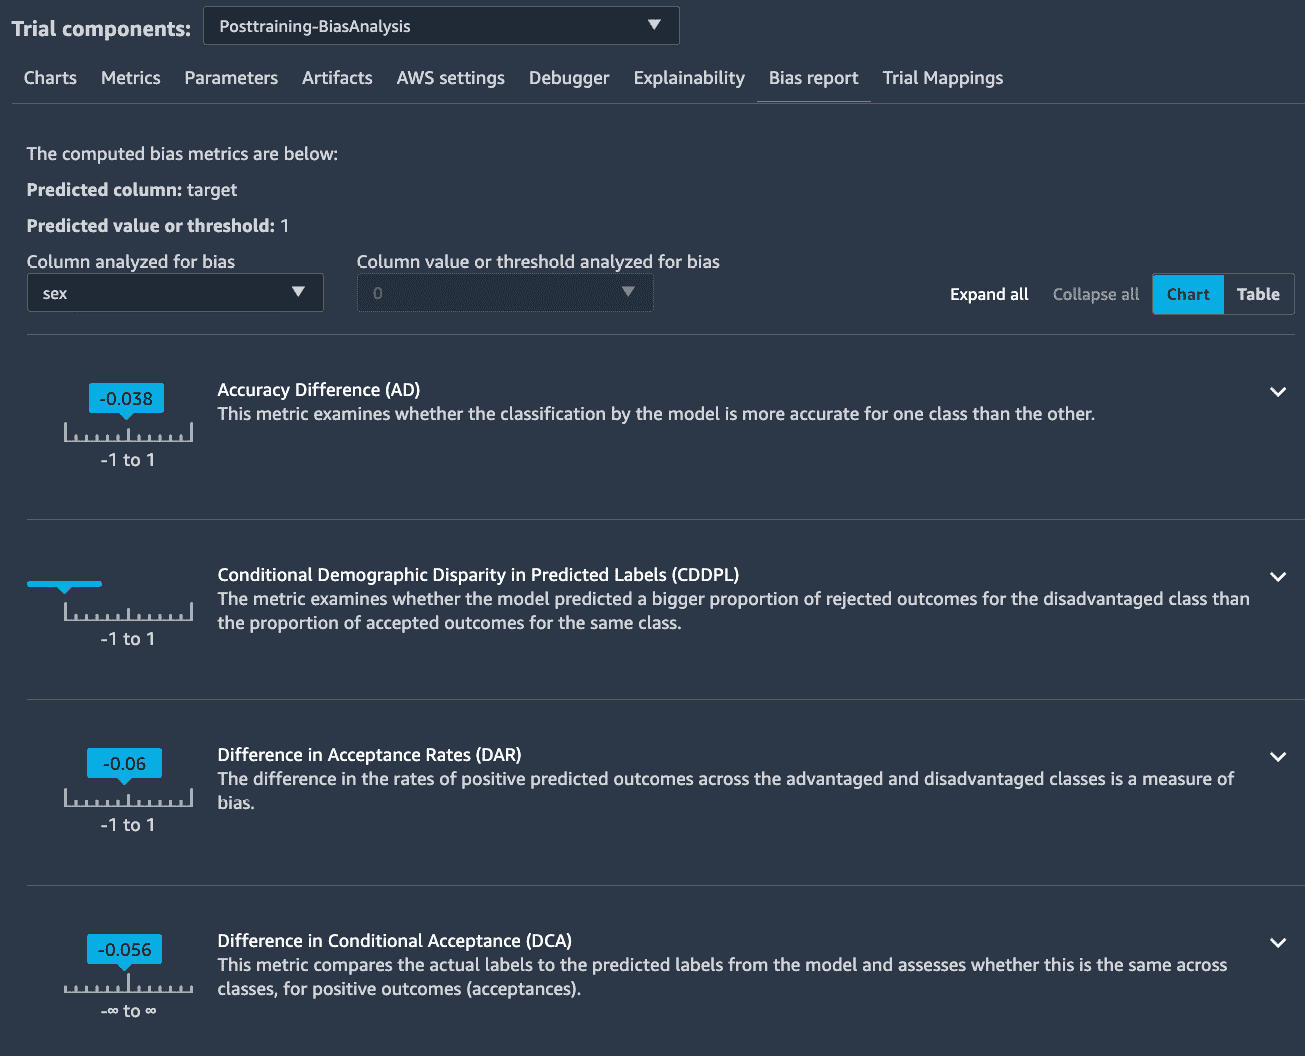 Trial components: Posttraining-BiasAnalysis
Charts Metrics Parameters Artifacts AWS settings Debugger Explainability Bias report Trial Mappings
The computed bias metrics are below:
Predicted column: target
Predicted value or threshold: 1
Column analyzed for bias
sex
Column value or threshold analyzed for bias
0
Expand all Collapse all Chart Table
-0.038
-1 to 1
Accuracy Difference (AD)
This metric examines whether the classification by the model is more accurate for one class than the other.
-1 to 1
Conditional Demographic Disparity in Predicted Labels (CDDPL)
The metric examines whether the model predicted a bigger proportion of rejected outcomes for the disadvantaged class than
the proportion of accepted outcomes for the same class.
-0.06
-1 to 1
Difference in Acceptance Rates (DAR)
The difference in the rates of positive predicted outcomes across the advantaged and disadvantaged classes is a measure of
bias.
-0.056
-∞ to ∞
Difference in Conditional Acceptance (DCA)
This metric compares the actual labels to the predicted labels from the model and assesses whether this is the same across
classes, for positive outcomes (acceptances).